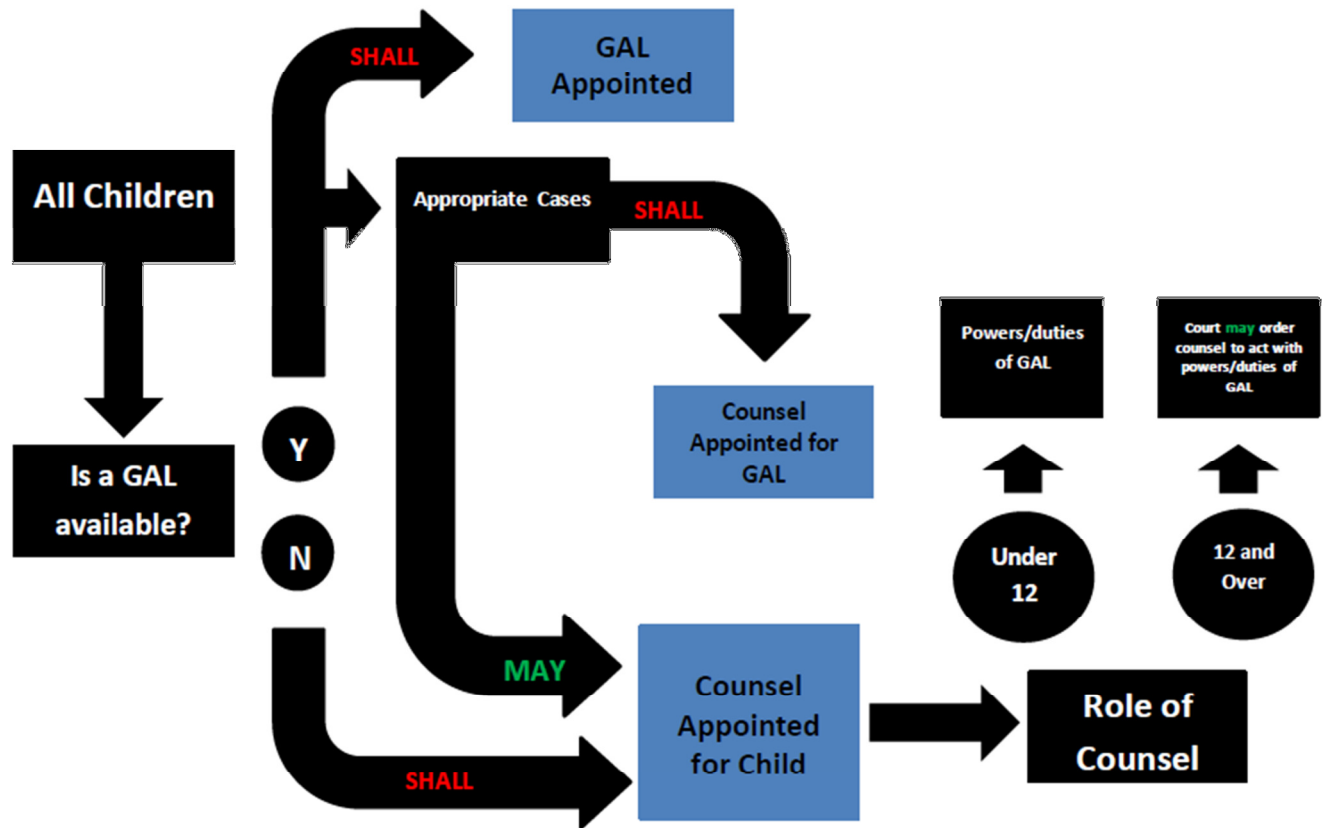 SHALL
GAL
Appointed
All Children
Appropriate Cases
SHALL
Is a GAL
available?
Y
N
Counsel
Appointed for
GAL
Powers/duties
of GAL
Court may order
counsel to act with
powers/duties of
GAL
Under
12
12 and
Over
MAY
SHALL
Counsel
Appointed
for Child
Role of
Counsel